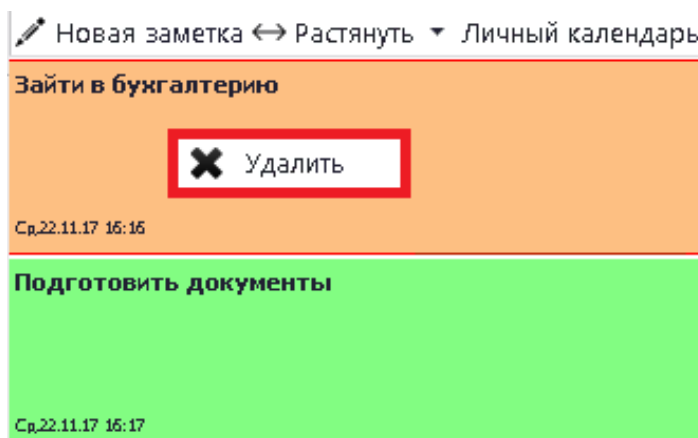 Новая заметка Растянуть Личный календарь
Зайти в бухгалтерию
Удалить
Ср,22.11.17 16:16
Подготовить документы
Ср,22.11.17 16:17